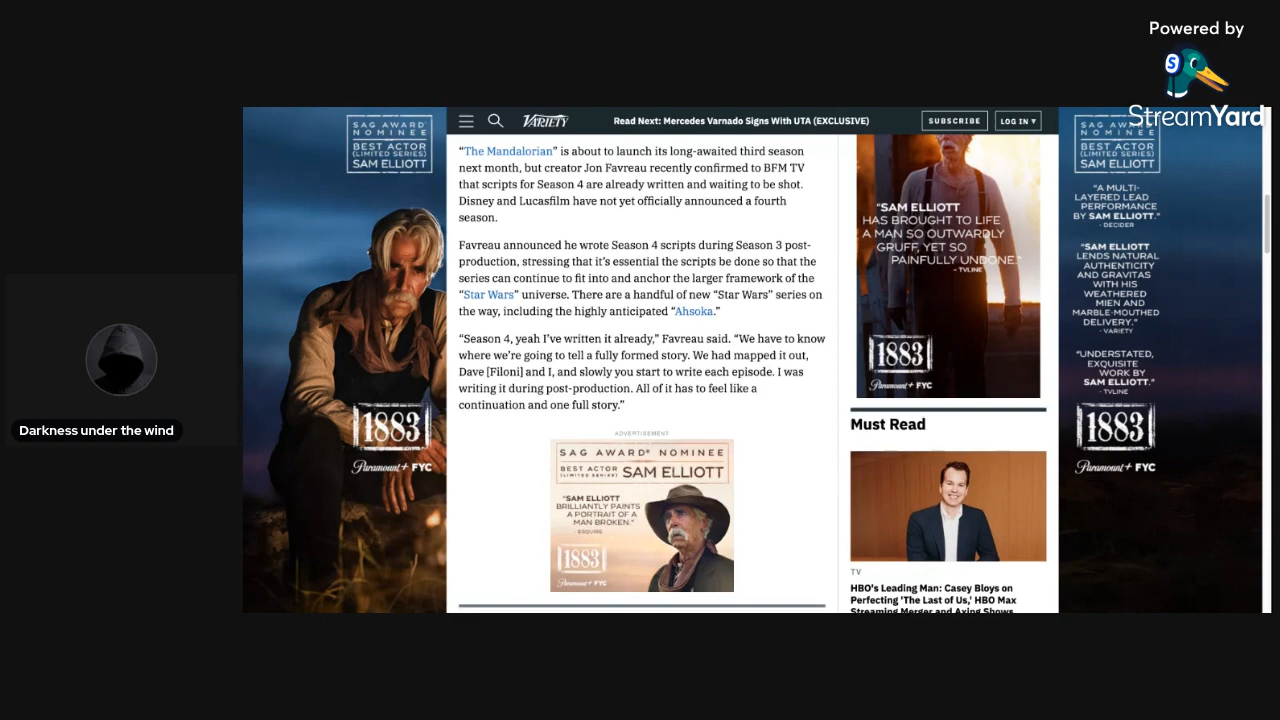 Powered by
StreamYard
Darkness under the wind
SAG AWARD
NOMINEE
BEST ACTOR
(LIMITED SERIES)
SAM ELLIOTT
1883
Paramount+ FYC
VARIETY
Read Next: Mercedes Varnado Signs With UTA (EXCLUSIVE)
SUBSCRIBE
LOG IN ▾
“The Mandalorian” is about to launch its long-awaited third season
next month, but creator Jon Favreau recently confirmed to BFM TV
that scripts for Season 4 are already written and waiting to be shot.
Disney and Lucasfilm have not yet officially announced a fourth
season.
Favreau announced he wrote Season 4 scripts during Season 3 post-
production, stressing that it’s essential the scripts be done so that the
series can continue to fit into and anchor the larger framework of the
“Star Wars” universe. There are a handful of new “Star Wars” series on
the way, including the highly anticipated “Ahsoka.”
“Season 4, yeah I’ve written it already,” Favreau said. “We have to know
where we’re going to tell a fully formed story. We had mapped it out,
Dave [Filoni] and I, and slowly you start to write each episode. I was
writing it during post-production. All of it has to feel like a
continuation and one full story.”
ADVERTISEMENT
SAG AWARD® NOMINEE
BEST ACTOR
(LIMITED SERIES)
SAM ELLIOTT
“SAM ELLIOTT
BRILLIANTLY PAINTS
A PORTRAIT OF A
MAN BROKEN.”
- ESQUIRE
1883
Paramount+ FYC
“SAM ELLIOTT
HAS BROUGHT TO LIFE
A MAN SO OUTWARDLY
GRUFF, YET SO
PAINFULLY UNDONE.”
~ TVLINE
1883
Paramount+ FYC
Must Read
TV
HBO's Leading Man: Casey Bloys on
Perfecting 'The Last of Us,' HBO Max
Streaming Merger and Axing Shows
SAG AWARD
NOMINEE
BEST ACTOR
(LIMITED SERIES)
SAM ELLIOTT
“A MULTI-
LAYERED LEAD
PERFORMANCE
BY SAM ELLIOTT.”
- DECIDER
“SAM ELLIOTT
LENDS NATURAL
AUTHENTICITY
AND GRAVITAS
WITH HIS
WEATHERED
MIEN AND
MARBLE-MOUTHED
DELIVERY.”
- VARIETY
“UNDERSTATED,
EXQUISITE
WORK BY
SAM ELLIOTT.”
- TVLINE
1883
Paramount+ FYC